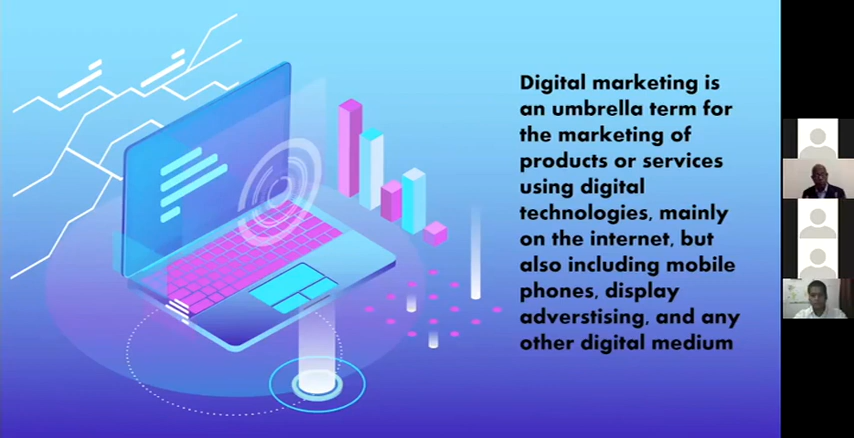 Digital marketing is
an umbrella term for
the marketing of
products or services
using digital
technologies, mainly
on the internet, but
also including mobile
phones, display
adverstising, and any
other digital medium